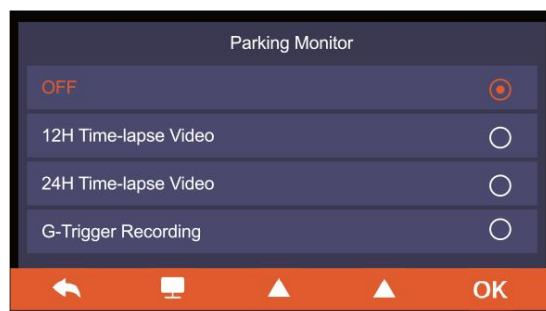 Parking Monitor
OFF
12H Time-lapse Video
24H Time-lapse Video
G-Trigger Recording
OK